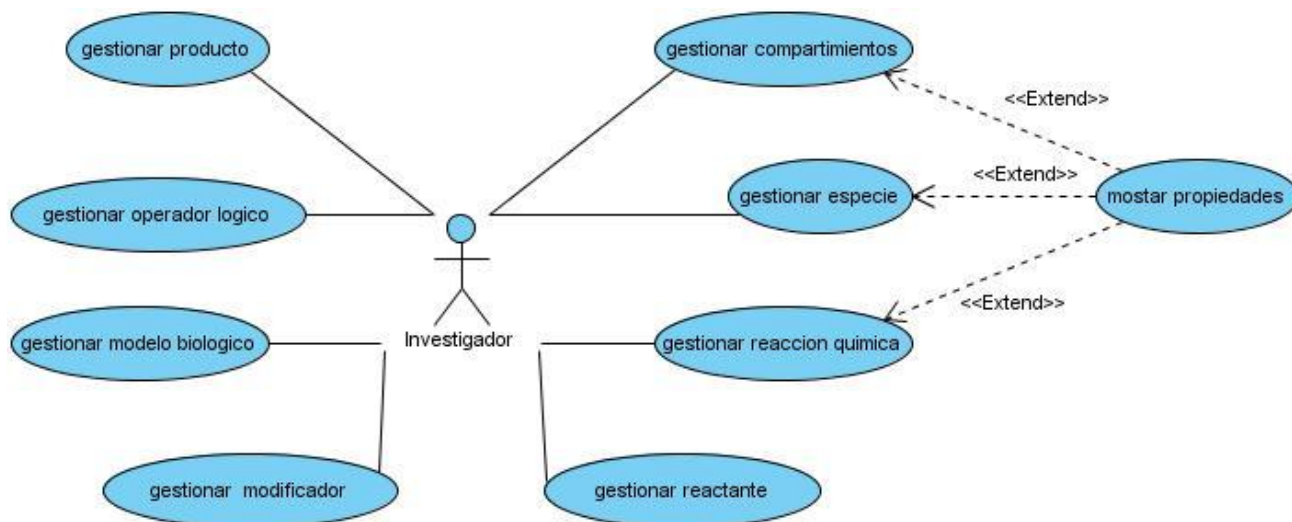 gestionar producto
gestionar compartimientos
<<Extend>>
<<Extend>>
gestionar operador logico
gestionar especie
mostar propiedades
<<Extend>>
Investigador
gestionar modelo biologico
gestionar reaccion quimica
gestionar  modificador
gestionar reactante